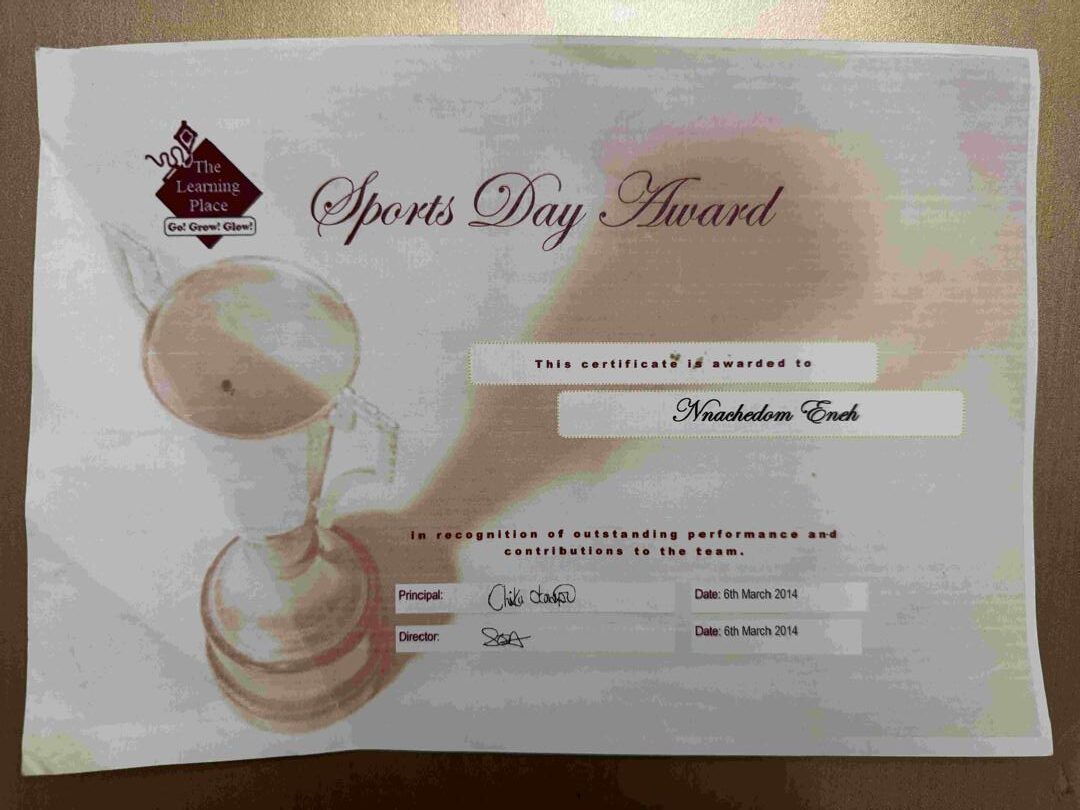 The
Learning
Place
Go! Grow! Glow!
Sports Day Award
This certificate is awarded to
Nnachedom Eneh
in recognition of outstanding performance and
contributions to the team.
Principal: Chika Date: 6th March 2014
Director: Date: 6th March 2014